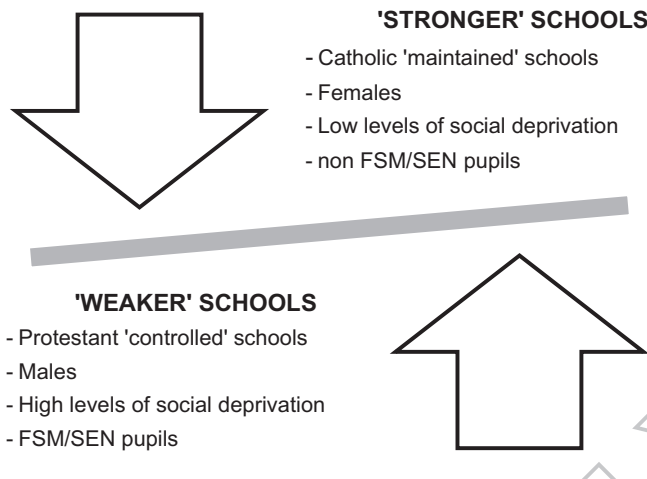 'STRONGER' SCHOOLS
- Catholic 'maintained' schools
- Females
- Low levels of social deprivation
- non FSM/SEN pupils
'WEAKER' SCHOOLS
- Protestant 'controlled' schools
- Males
- High levels of social deprivation
- FSM/SEN pupils